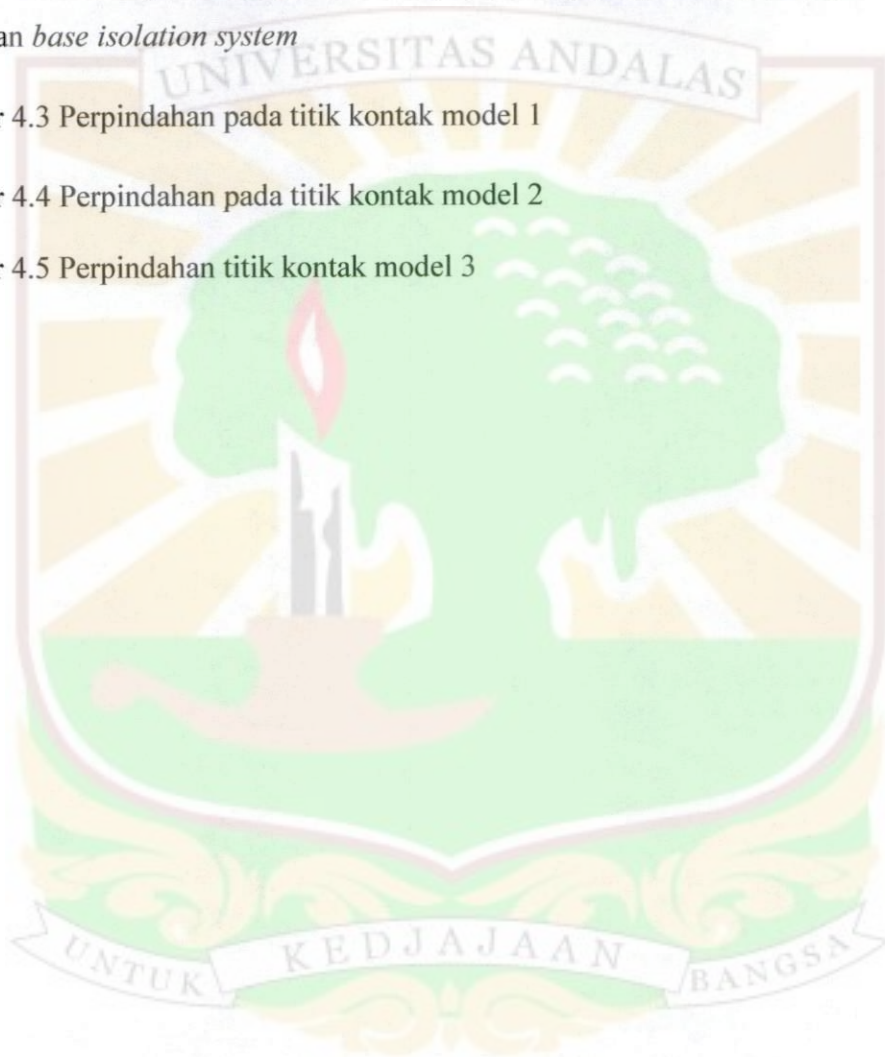 an base isolation system
UNIVERSITAS ANDALAS
r 4.3 Perpindahan pada titik kontak model 1
r 4.4 Perpindahan pada titik kontak model 2
r 4.5 Perpindahan titik kontak model 3
UNTUK KEDJAJAAN BANGSA